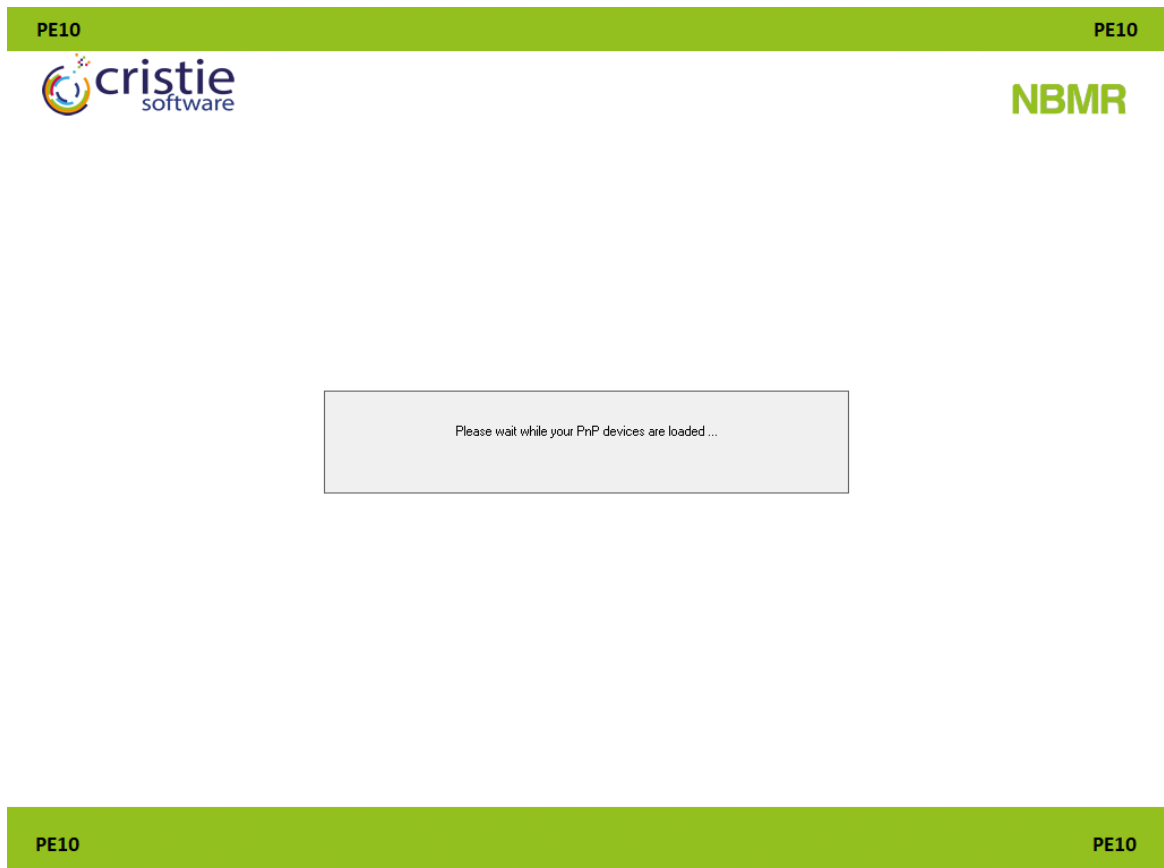 PE10 PE10
cristie
software
NBMR
Please wait while your PnP devices are loaded ...
PE10 PE10